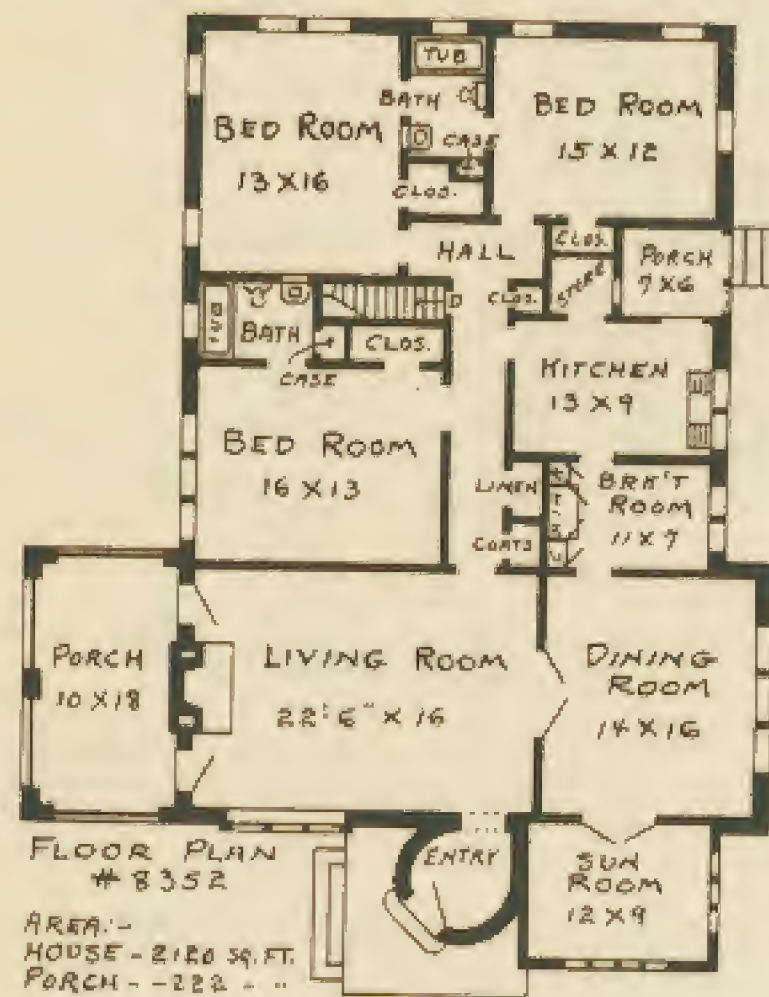 TUB
BATH
BED ROOM
13 X 16
CASE
CLOS.
BED ROOM
15 X 12
HALL
CLOS.
PORCH
7 X 6
STORE
CLOS.
D
TUB
BATH
CLOS.
CASE
KITCHEN
13 X 9
BED ROOM
16 X 13
LINEN
BRK'T
ROOM
11 X 7
COATS
PORCH
10 X 18
LIVING ROOM
22'-6" X 16
DINING
ROOM
14 X 16
ENTRY
SUN
ROOM
12 X 9
FLOOR PLAN
# 8352
AREA:-
HOUSE - 2120 SQ. FT.
PORCH - - 222 - "